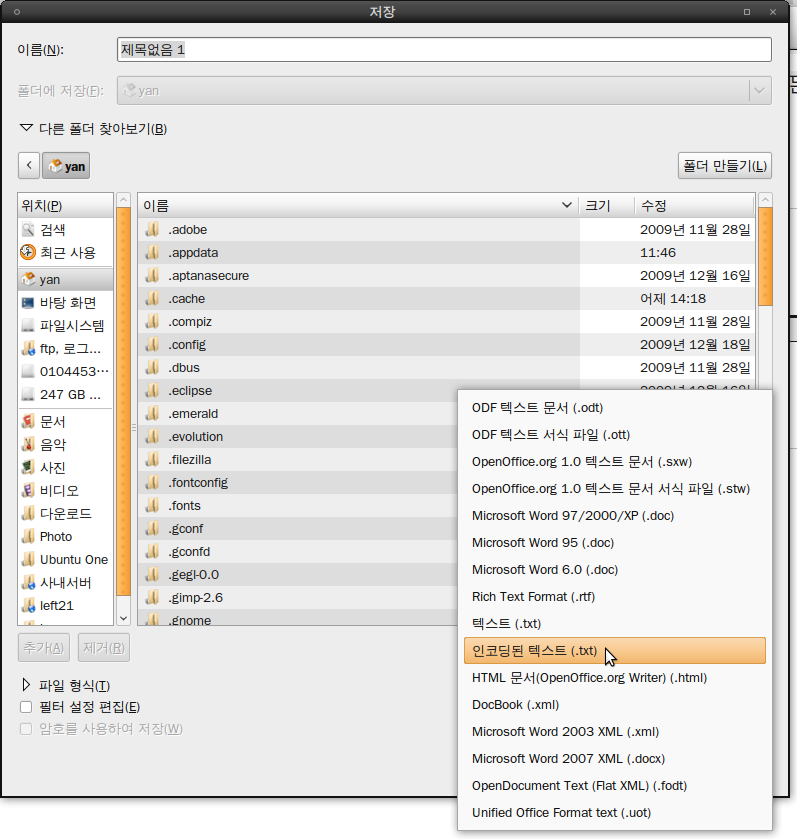 저장
이름(N): 제목없음 1
폴더에 저장(F): yan
다른 폴더 찾아보기(B)
yan 폴더 만들기(L)
위치(P)
검색
최근 사용
yan
바탕 화면
파일시스템
ftp, 로그...
0104453...
247 GB ...
문서
음악
사진
비디오
다운로드
Photo
Ubuntu One
사내서버
left21
이름 크기 수정
.adobe 2009년 11월 28일
.appdata 11:46
.aptanasecure 2009년 12월 16일
.cache 어제 14:18
.compiz 2009년 11월 28일
.config 2009년 12월 18일
.dbus 2009년 11월 28일
.eclipse 2009년 12월 16일
.emerald
.evolution
.filezilla
.fontconfig
.fonts
.gconf
.gconfd
.gegl-0.0
.gimp-2.6
.gnome
추가(A) 제거(R)
파일 형식(T)
필터 설정 편집(E)
암호를 사용하여 저장(W)
ODF 텍스트 문서 (.odt)
ODF 텍스트 서식 파일 (.ott)
OpenOffice.org 1.0 텍스트 문서 (.sxw)
OpenOffice.org 1.0 텍스트 문서 서식 파일 (.stw)
Microsoft Word 97/2000/XP (.doc)
Microsoft Word 95 (.doc)
Microsoft Word 6.0 (.doc)
Rich Text Format (.rtf)
텍스트 (.txt)
인코딩된 텍스트 (.txt)
HTML 문서(OpenOffice.org Writer) (.html)
DocBook (.xml)
Microsoft Word 2003 XML (.xml)
Microsoft Word 2007 XML (.docx)
OpenDocument Text (Flat XML) (.fodt)
Unified Office Format text (.uot)